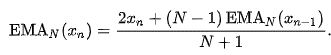 EMA_N(x_n) = \frac{2x_n + (N − 1) EMA_N(x_{n−1})}{N + 1}.